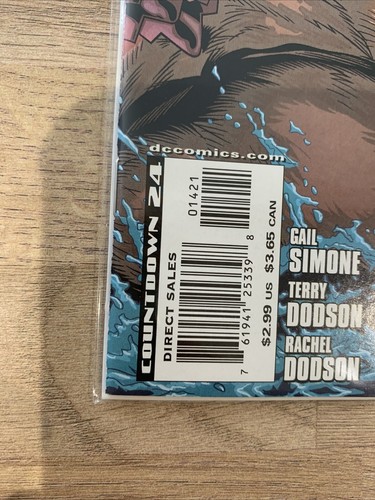 dccomics.com
COUNTDOWN 24
DIRECT SALES
01421
7 61941 25339 8
$2.99 US $3.65 CAN
GAIL
SIMONE
TERRY
DODSON
RACHEL
DODSON